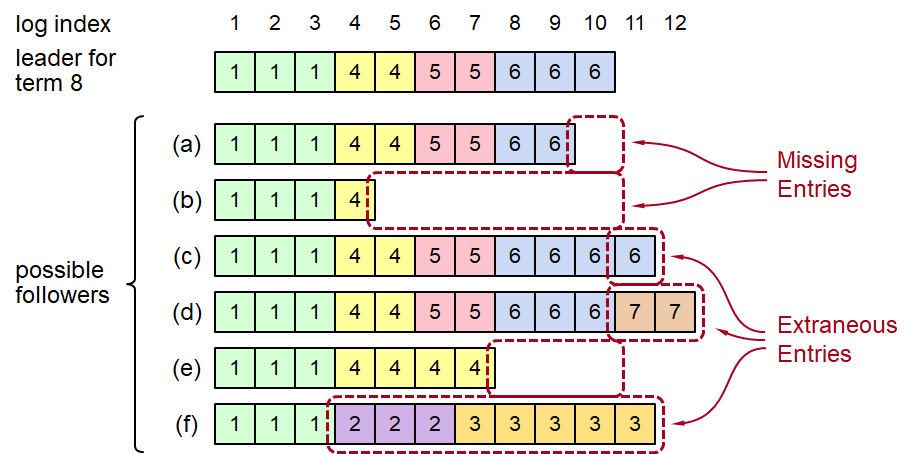 log index 1 2 3 4 5 6 7 8 9 10 11 12
leader for
term 8
1 1 1 4 4 5 5 6 6 6
(a) 1 1 1 4 4 5 5 6 6
Missing
Entries
(b) 1 1 1 4
(c) 1 1 1 4 4 5 5 6 6 6 6
possible
followers
(d) 1 1 1 4 4 5 5 6 6 6 7 7
Extraneous
Entries
(e) 1 1 1 4 4 4 4
(f) 1 1 1 2 2 2 3 3 3 3 3